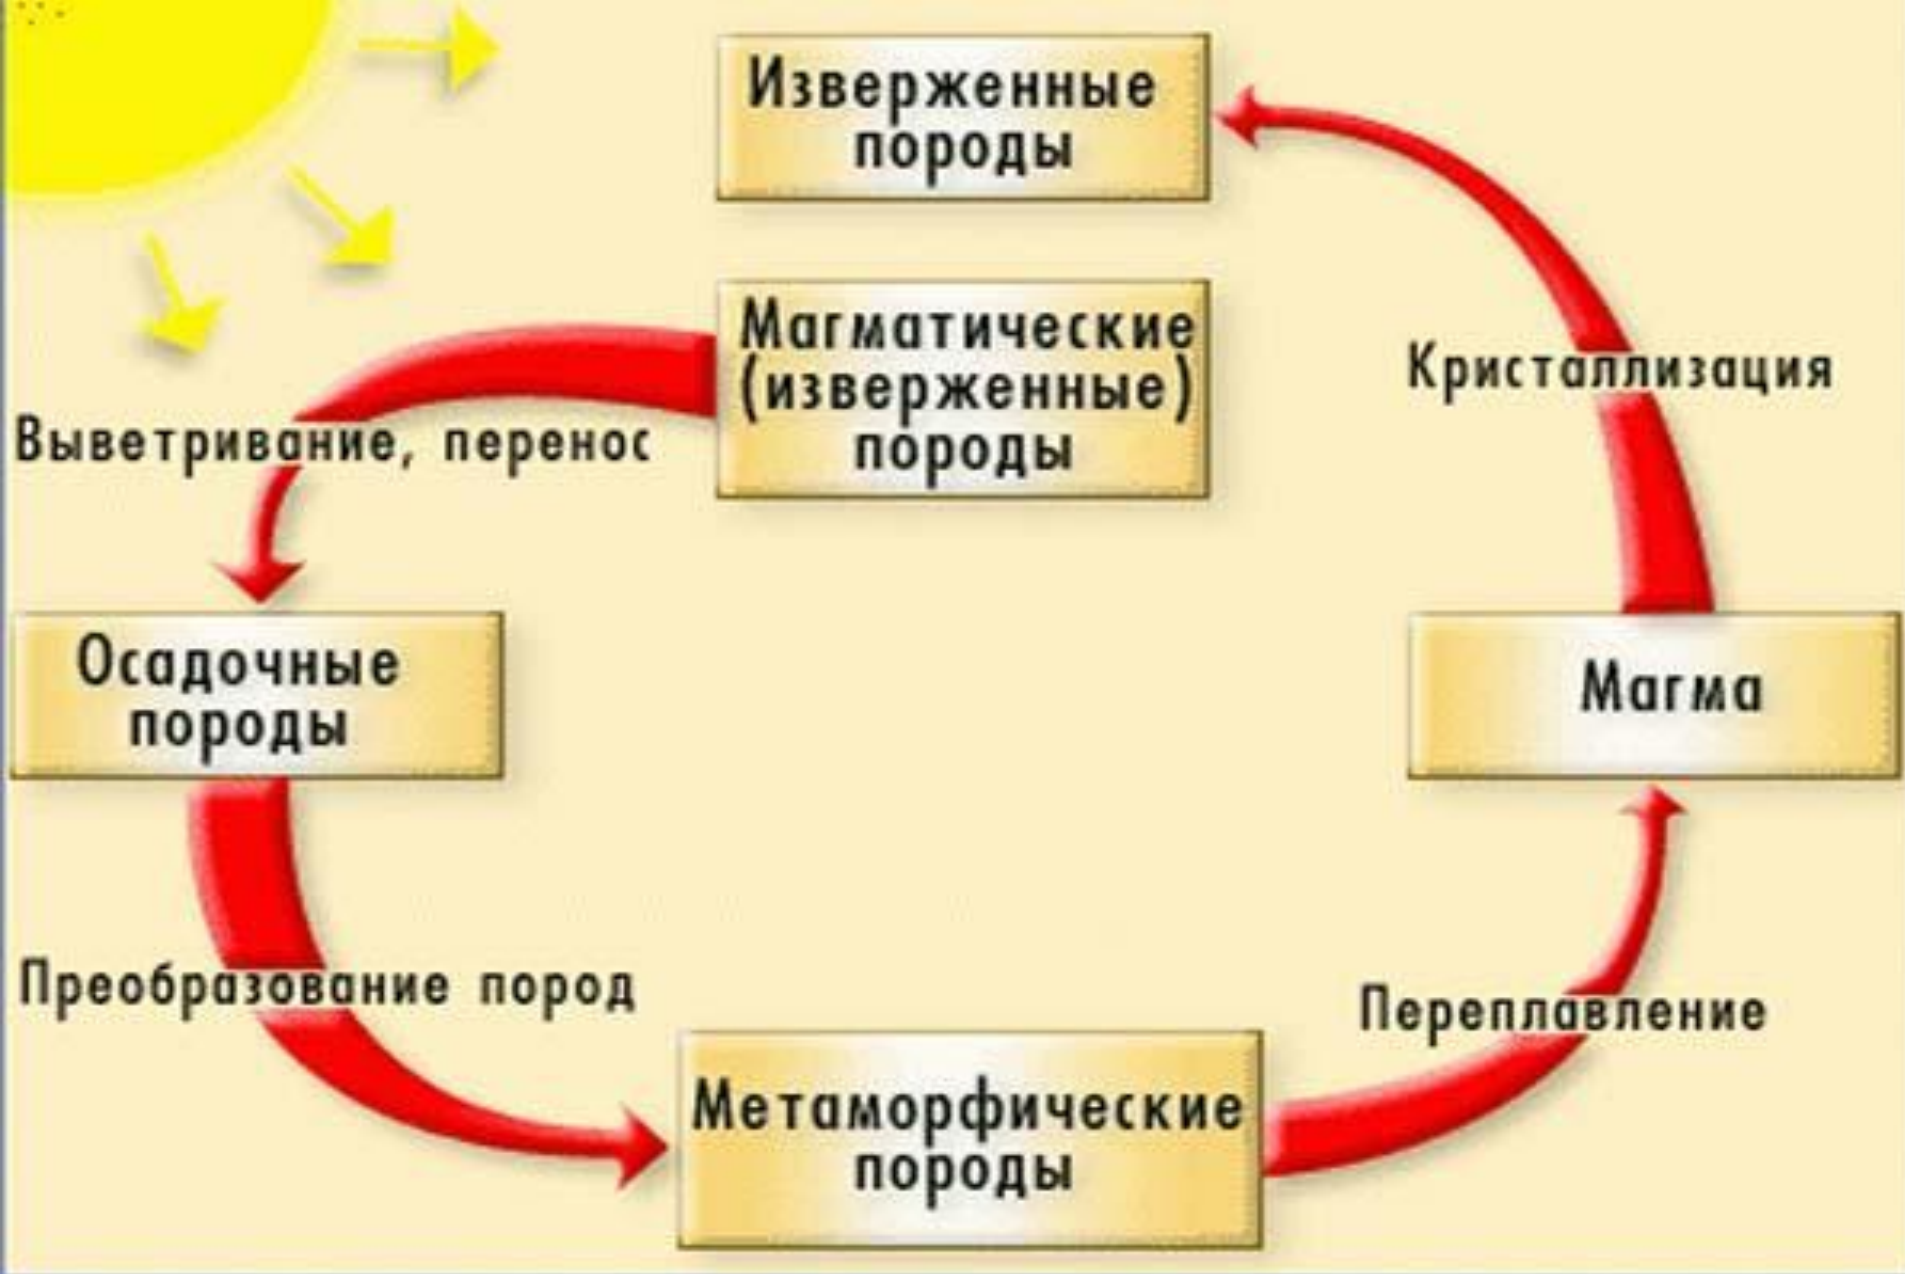 Изверженные
породы
Магматические
(изверженные)
породы
Кристаллизация
Выветривание, перенос
Осадочные
породы
Магма
Преобразование пород
Переплавление
Метаморфические
породы